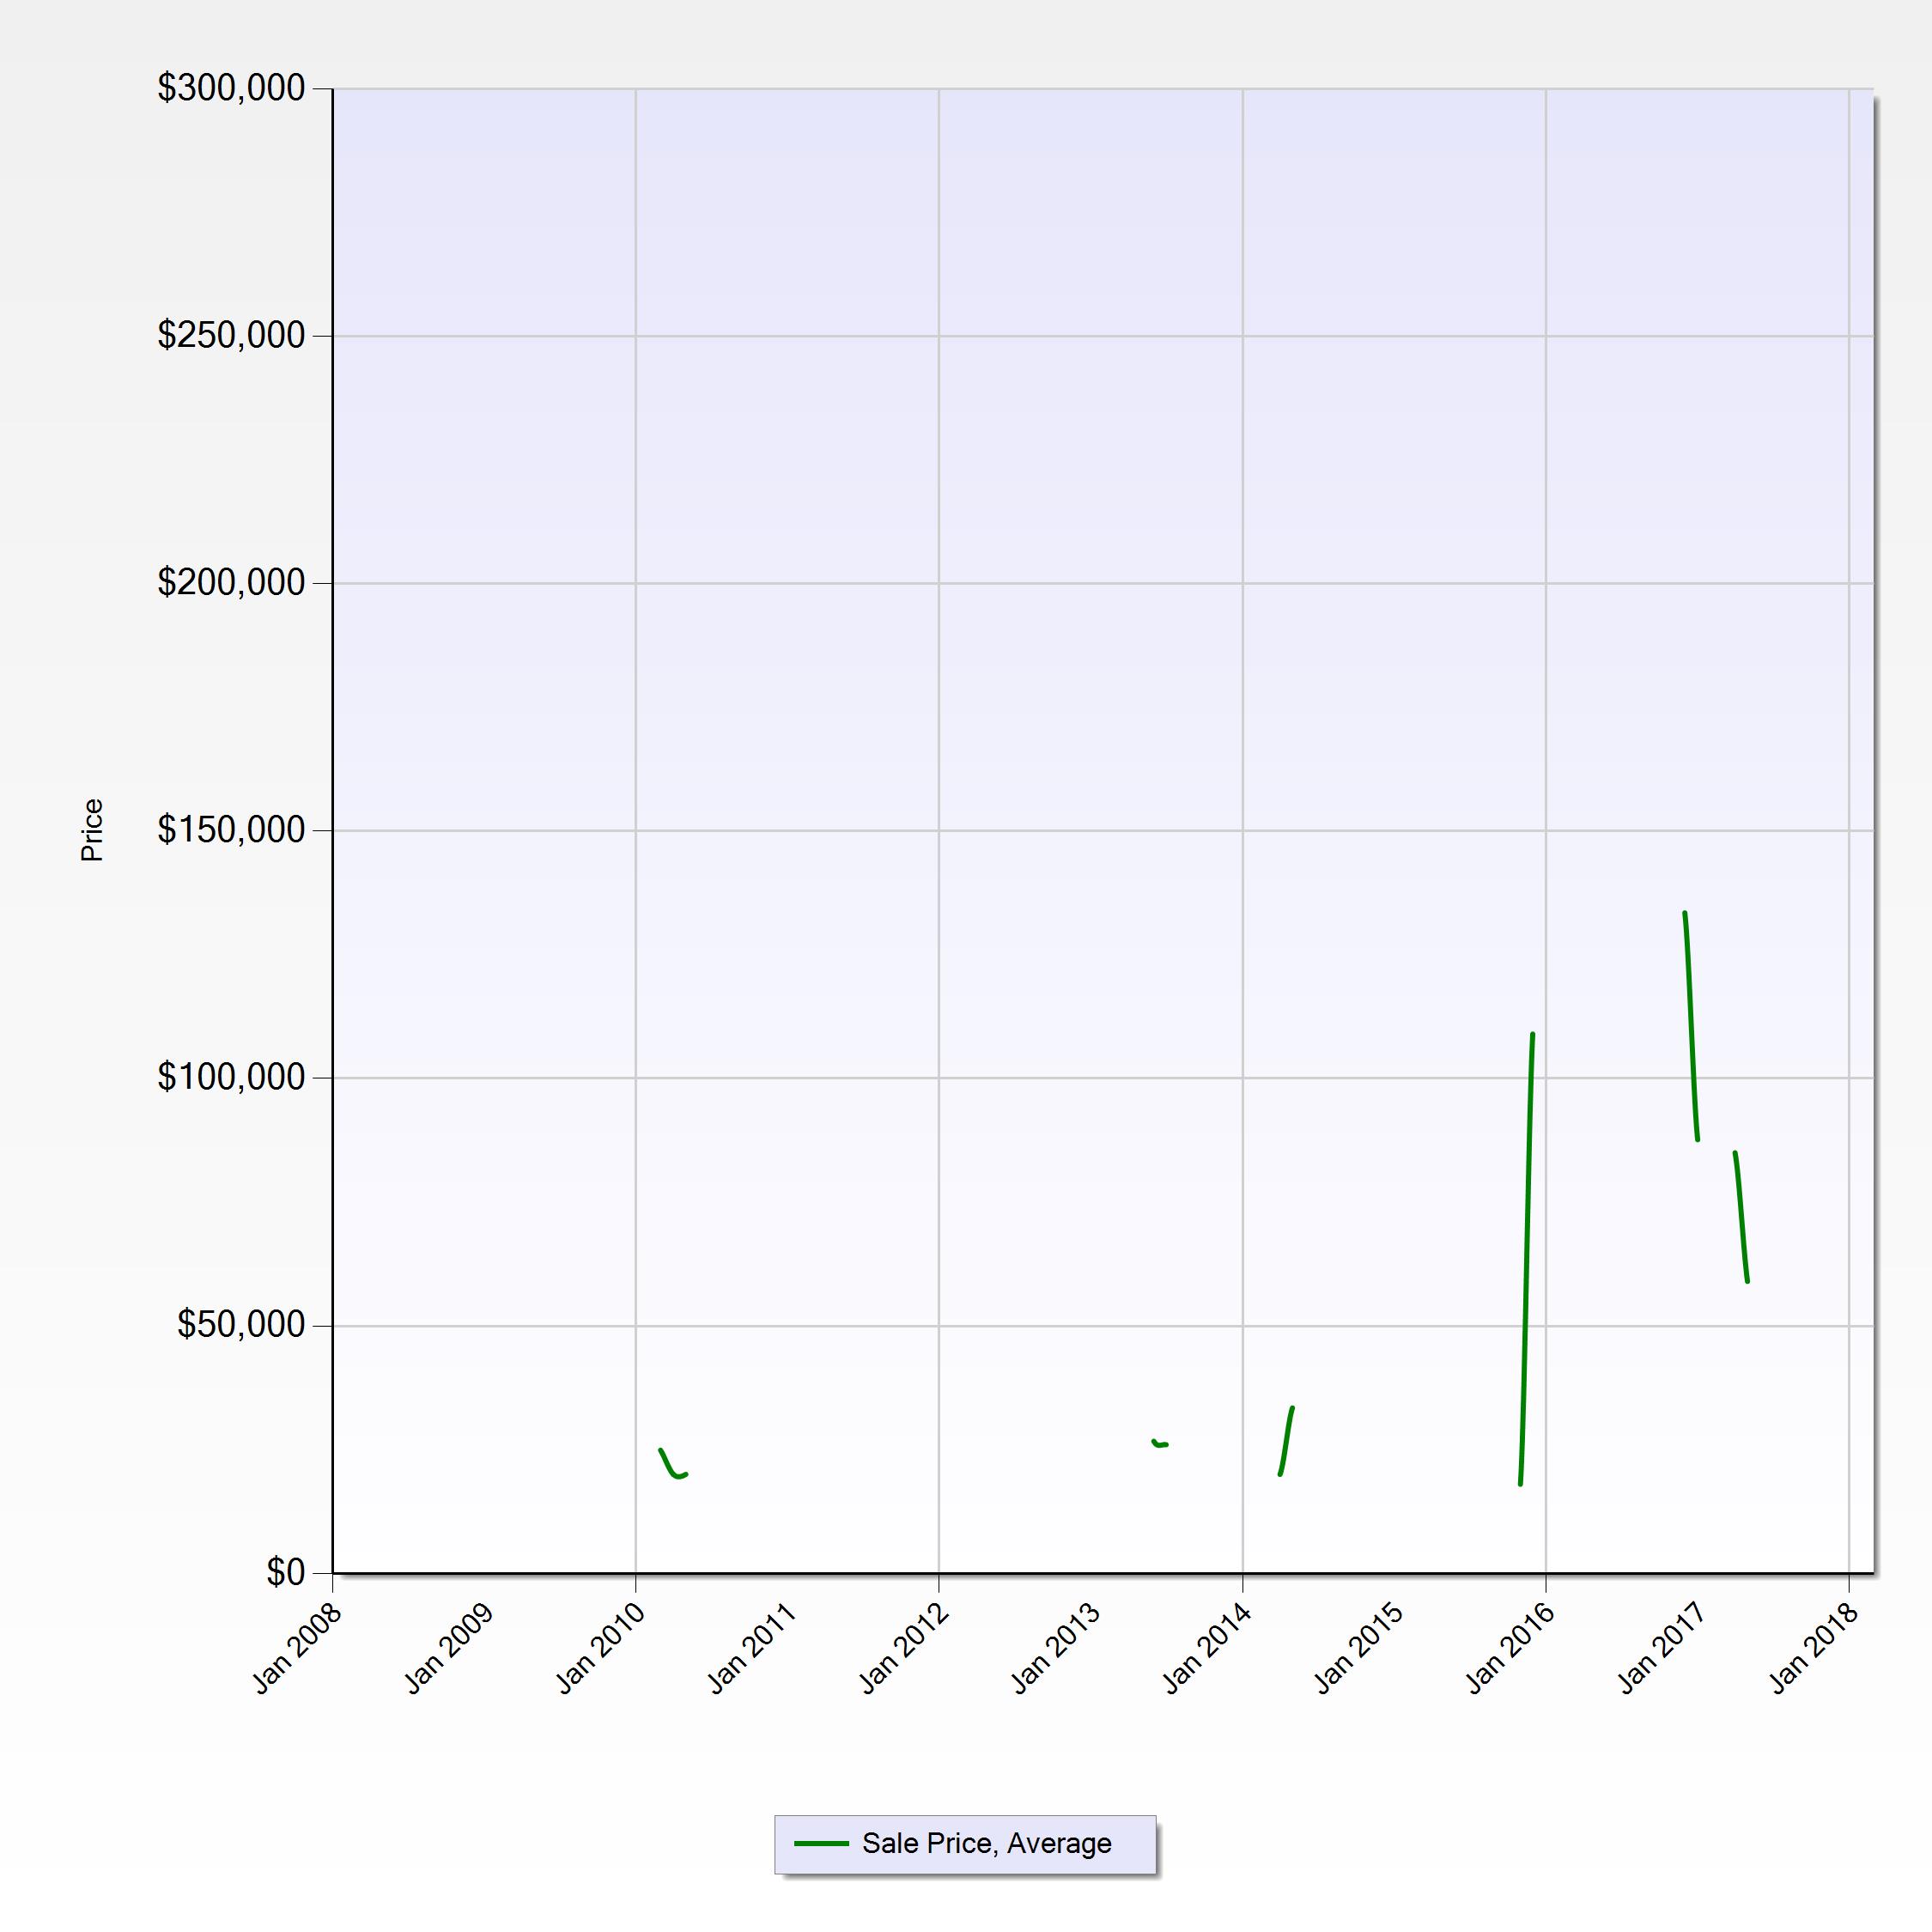 $300,000
$250,000
$200,000
$150,000
Price
$100,000
$50,000
$0
Jan 2008
Jan 2009
Jan 2010
Jan 2011
Jan 2012
Jan 2013
Jan 2014
Jan 2015
Jan 2016
Jan 2017
Jan 2018
Sale Price, Average